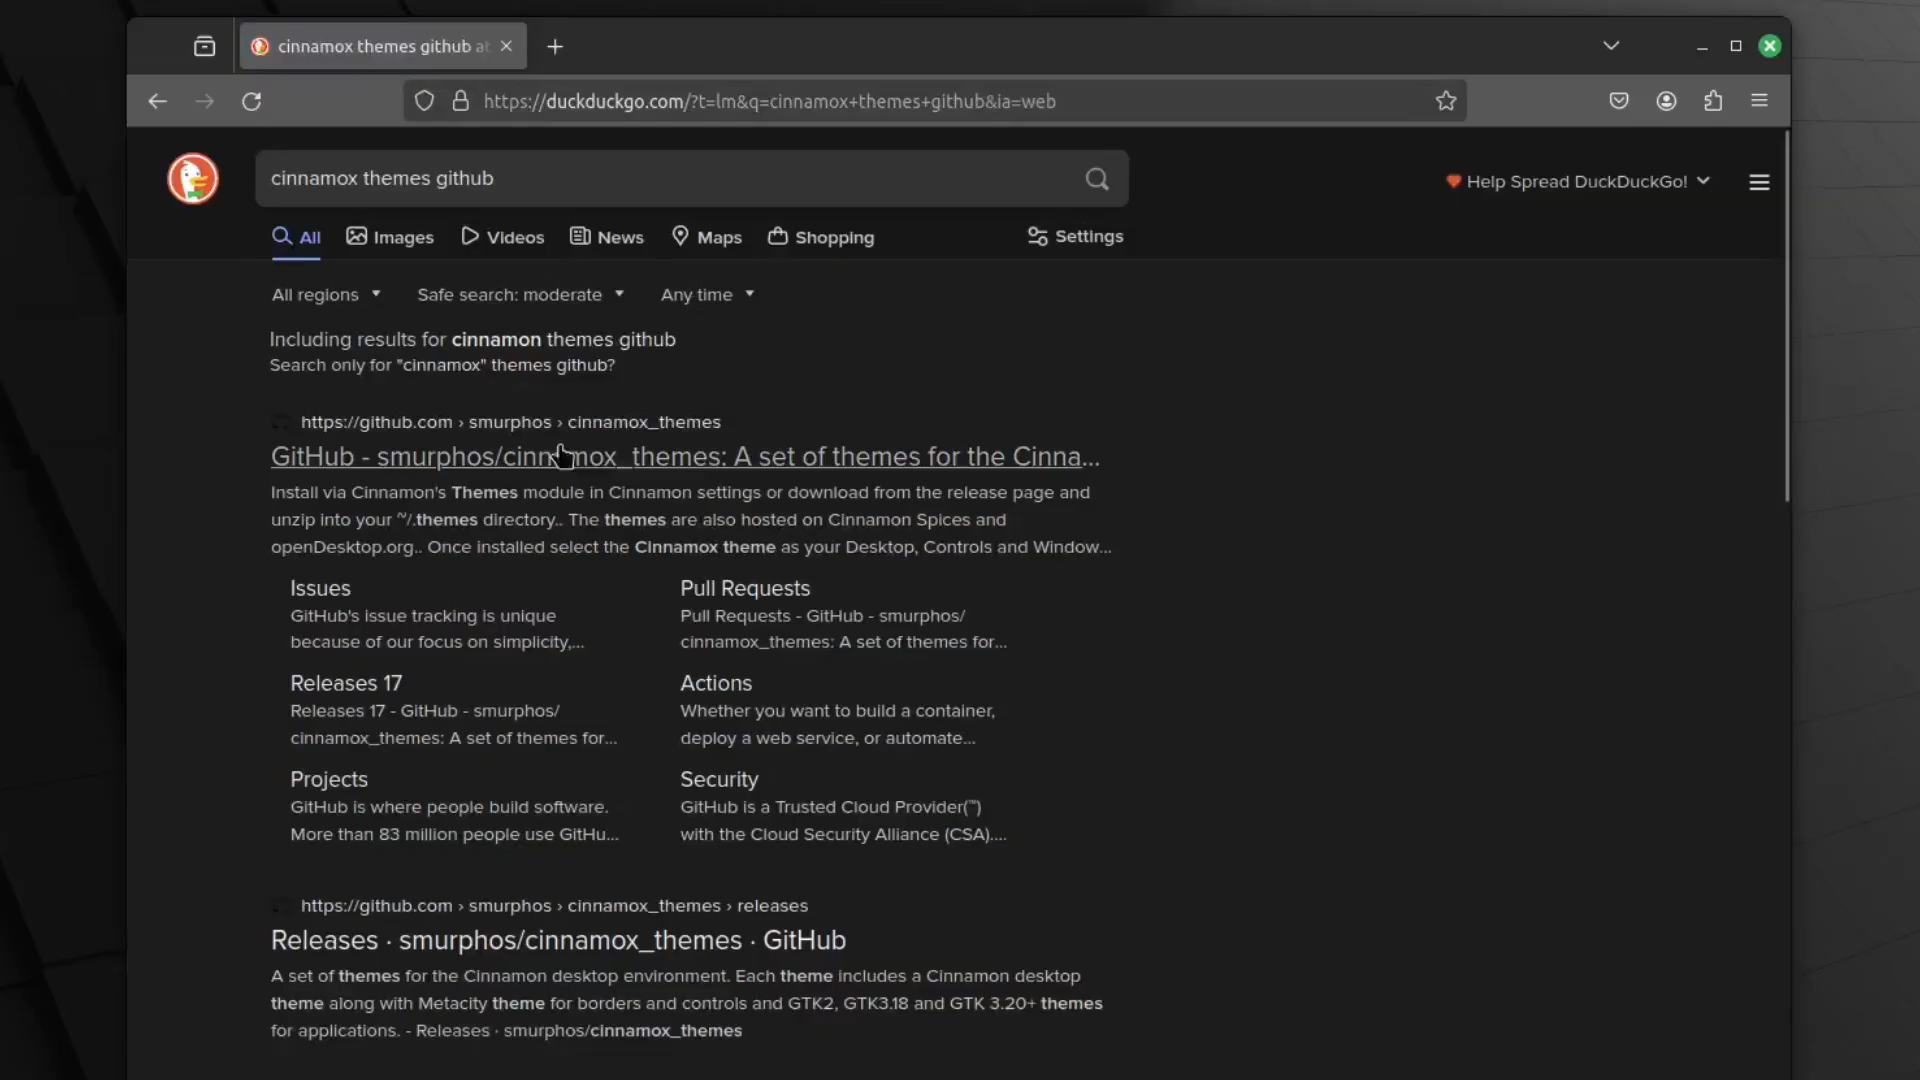 cinnamox themes github at
https://duckduckgo.com/?t=lm&q=cinnamox+themes+github&ia=web
cinnamox themes github
Help Spread DuckDuckGo!
All
Images
Videos
News
Maps
Shopping
Settings
All regions
Safe search: moderate
Any time
Including results for cinnamon themes github
Search only for "cinnamox" themes github?
https://github.com › smurphos › cinnamox_themes
GitHub - smurphos/cinnamox_themes: A set of themes for the Cinna...
Install via Cinnamon's Themes module in Cinnamon settings or download from the release page and
unzip into your ~/.themes directory.. The themes are also hosted on Cinnamon Spices and
openDesktop.org.. Once installed select the Cinnamox theme as your Desktop, Controls and Window...
Issues
GitHub's issue tracking is unique
because of our focus on simplicity,...
Pull Requests
Pull Requests - GitHub - smurphos/
cinnamox_themes: A set of themes for...
Releases 17
Releases 17 - GitHub - smurphos/
cinnamox_themes: A set of themes for...
Actions
Whether you want to build a container,
deploy a web service, or automate...
Projects
GitHub is where people build software.
More than 83 million people use GitHu...
Security
GitHub is a Trusted Cloud Provider(™)
with the Cloud Security Alliance (CSA)....
https://github.com › smurphos › cinnamox_themes › releases
Releases · smurphos/cinnamox_themes · GitHub
A set of themes for the Cinnamon desktop environment. Each theme includes a Cinnamon desktop
theme along with Metacity theme for borders and controls and GTK2, GTK3.18 and GTK 3.20+ themes
for applications. - Releases · smurphos/cinnamox_themes